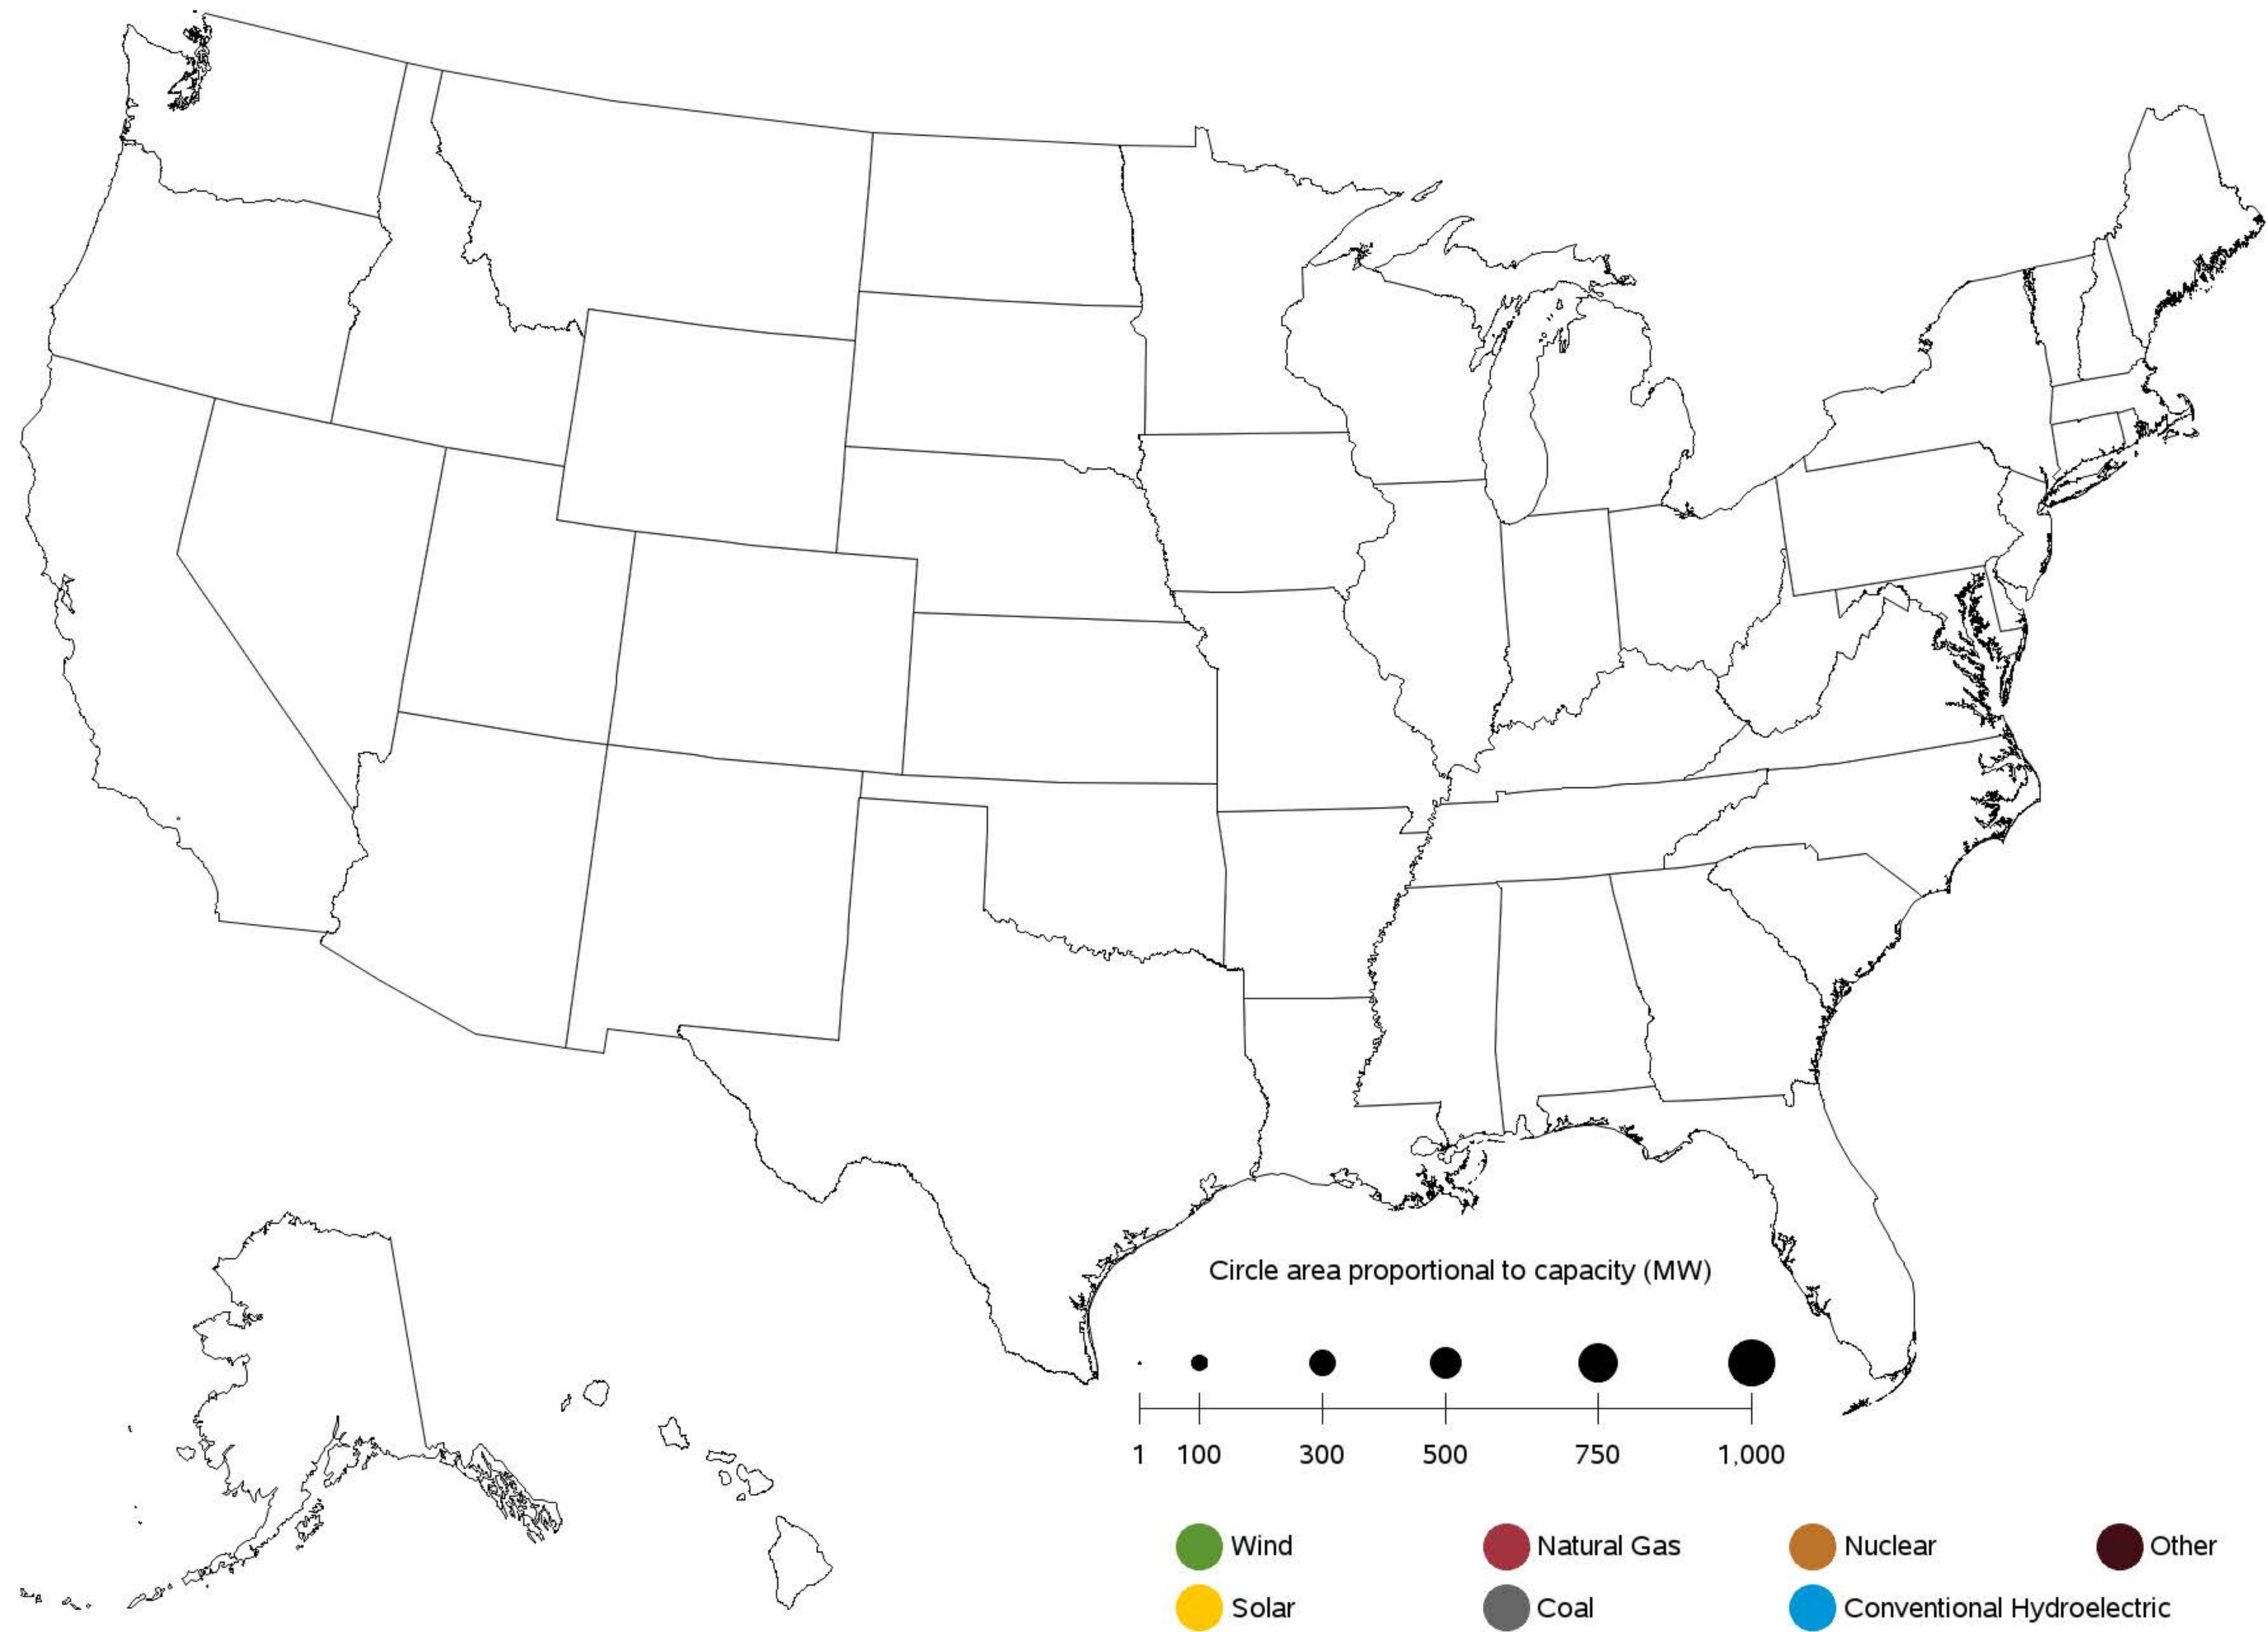 Circle area proportional to capacity (MW)
1 100 300 500 750 1,000
Wind Natural Gas Nuclear Other
Solar Coal Conventional Hydroelectric